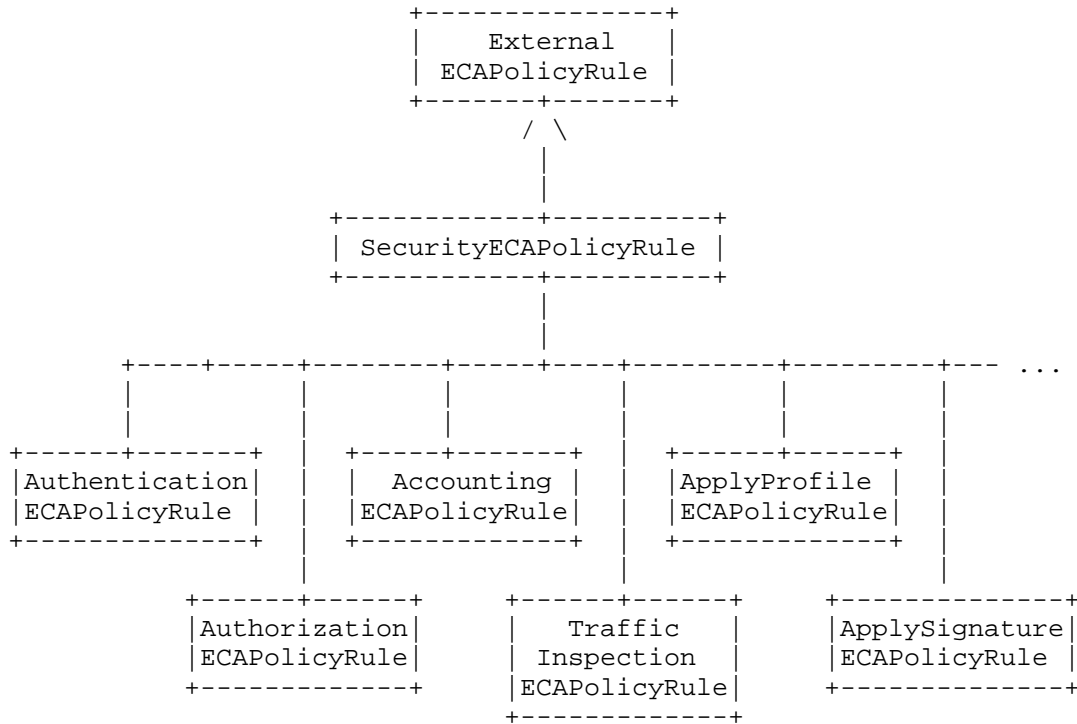 External
ECAPolicyRule
SecurityECAPolicyRule
...
Authentication
ECAPolicyRule
Accounting
ECAPolicyRule
ApplyProfile
ECAPolicyRule
Authorization
ECAPolicyRule
Traffic
Inspection
ECAPolicyRule
ApplySignature
ECAPolicyRule